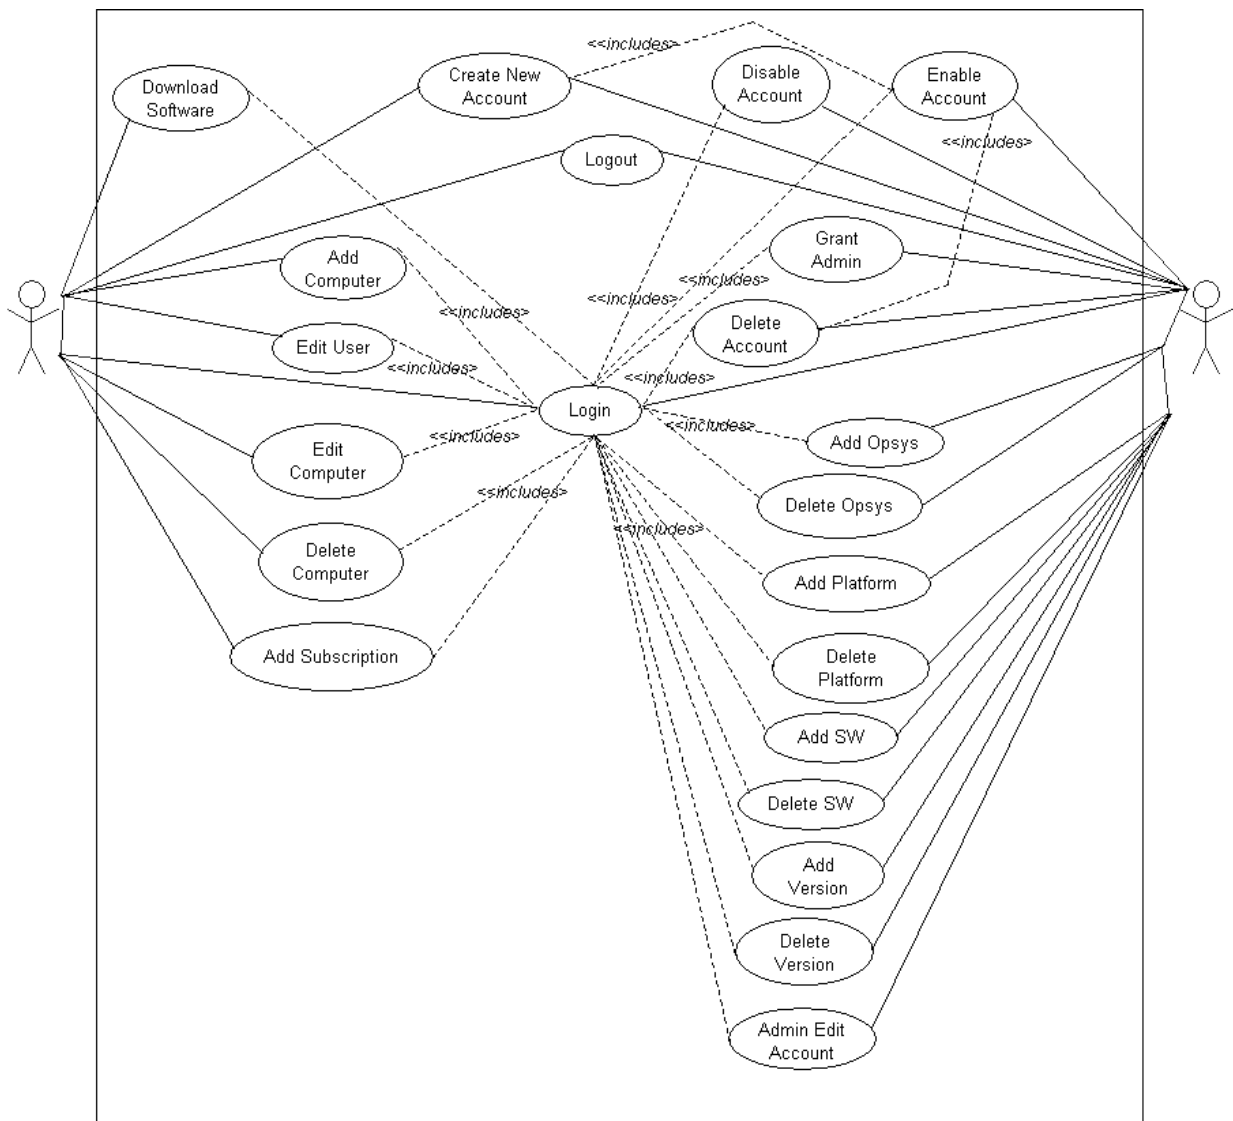 <<includes>
Disable
Account
Enable
Account
Create New
Account
Download
Software
<<includes>
Logout
Grant
Admin
Add
Computer
<<includes>
<<includes>
<<includes>
Delete
Account
Edit User
<<includes>
<<includes>
Login
<<includes>
<<includes>
Add Opsys
Edit
Computer
<<includes>
Delete Opsys
<<includes>
Delete
Computer
Add Platform
Add Subscription
Delete
Platform
Add SW
Delete SW
Add
Version
Delete
Version
Admin Edit
Account